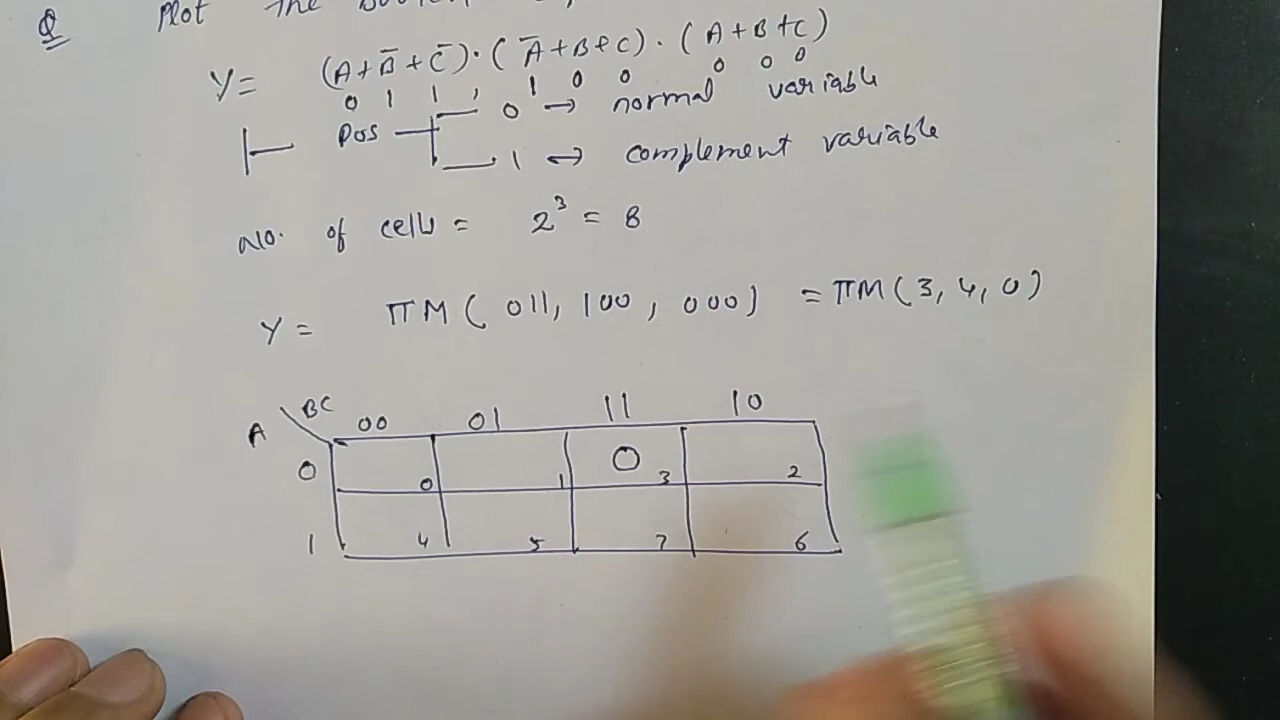 Q Plot the Boolean
Y = (A+B̅+C̅)·(A̅+B+C)·(A+B+C)
0 1 1 , 1 0 0 0 0 0
POS 0 → normal variable
1 → complement variable
No. of cells = 2³ = 8
Y = πM( 011, 100, 000) = πM(3, 4, 0)
A BC 00 01 11 10
0 0 1 0 3 2
1 4 5 7 6